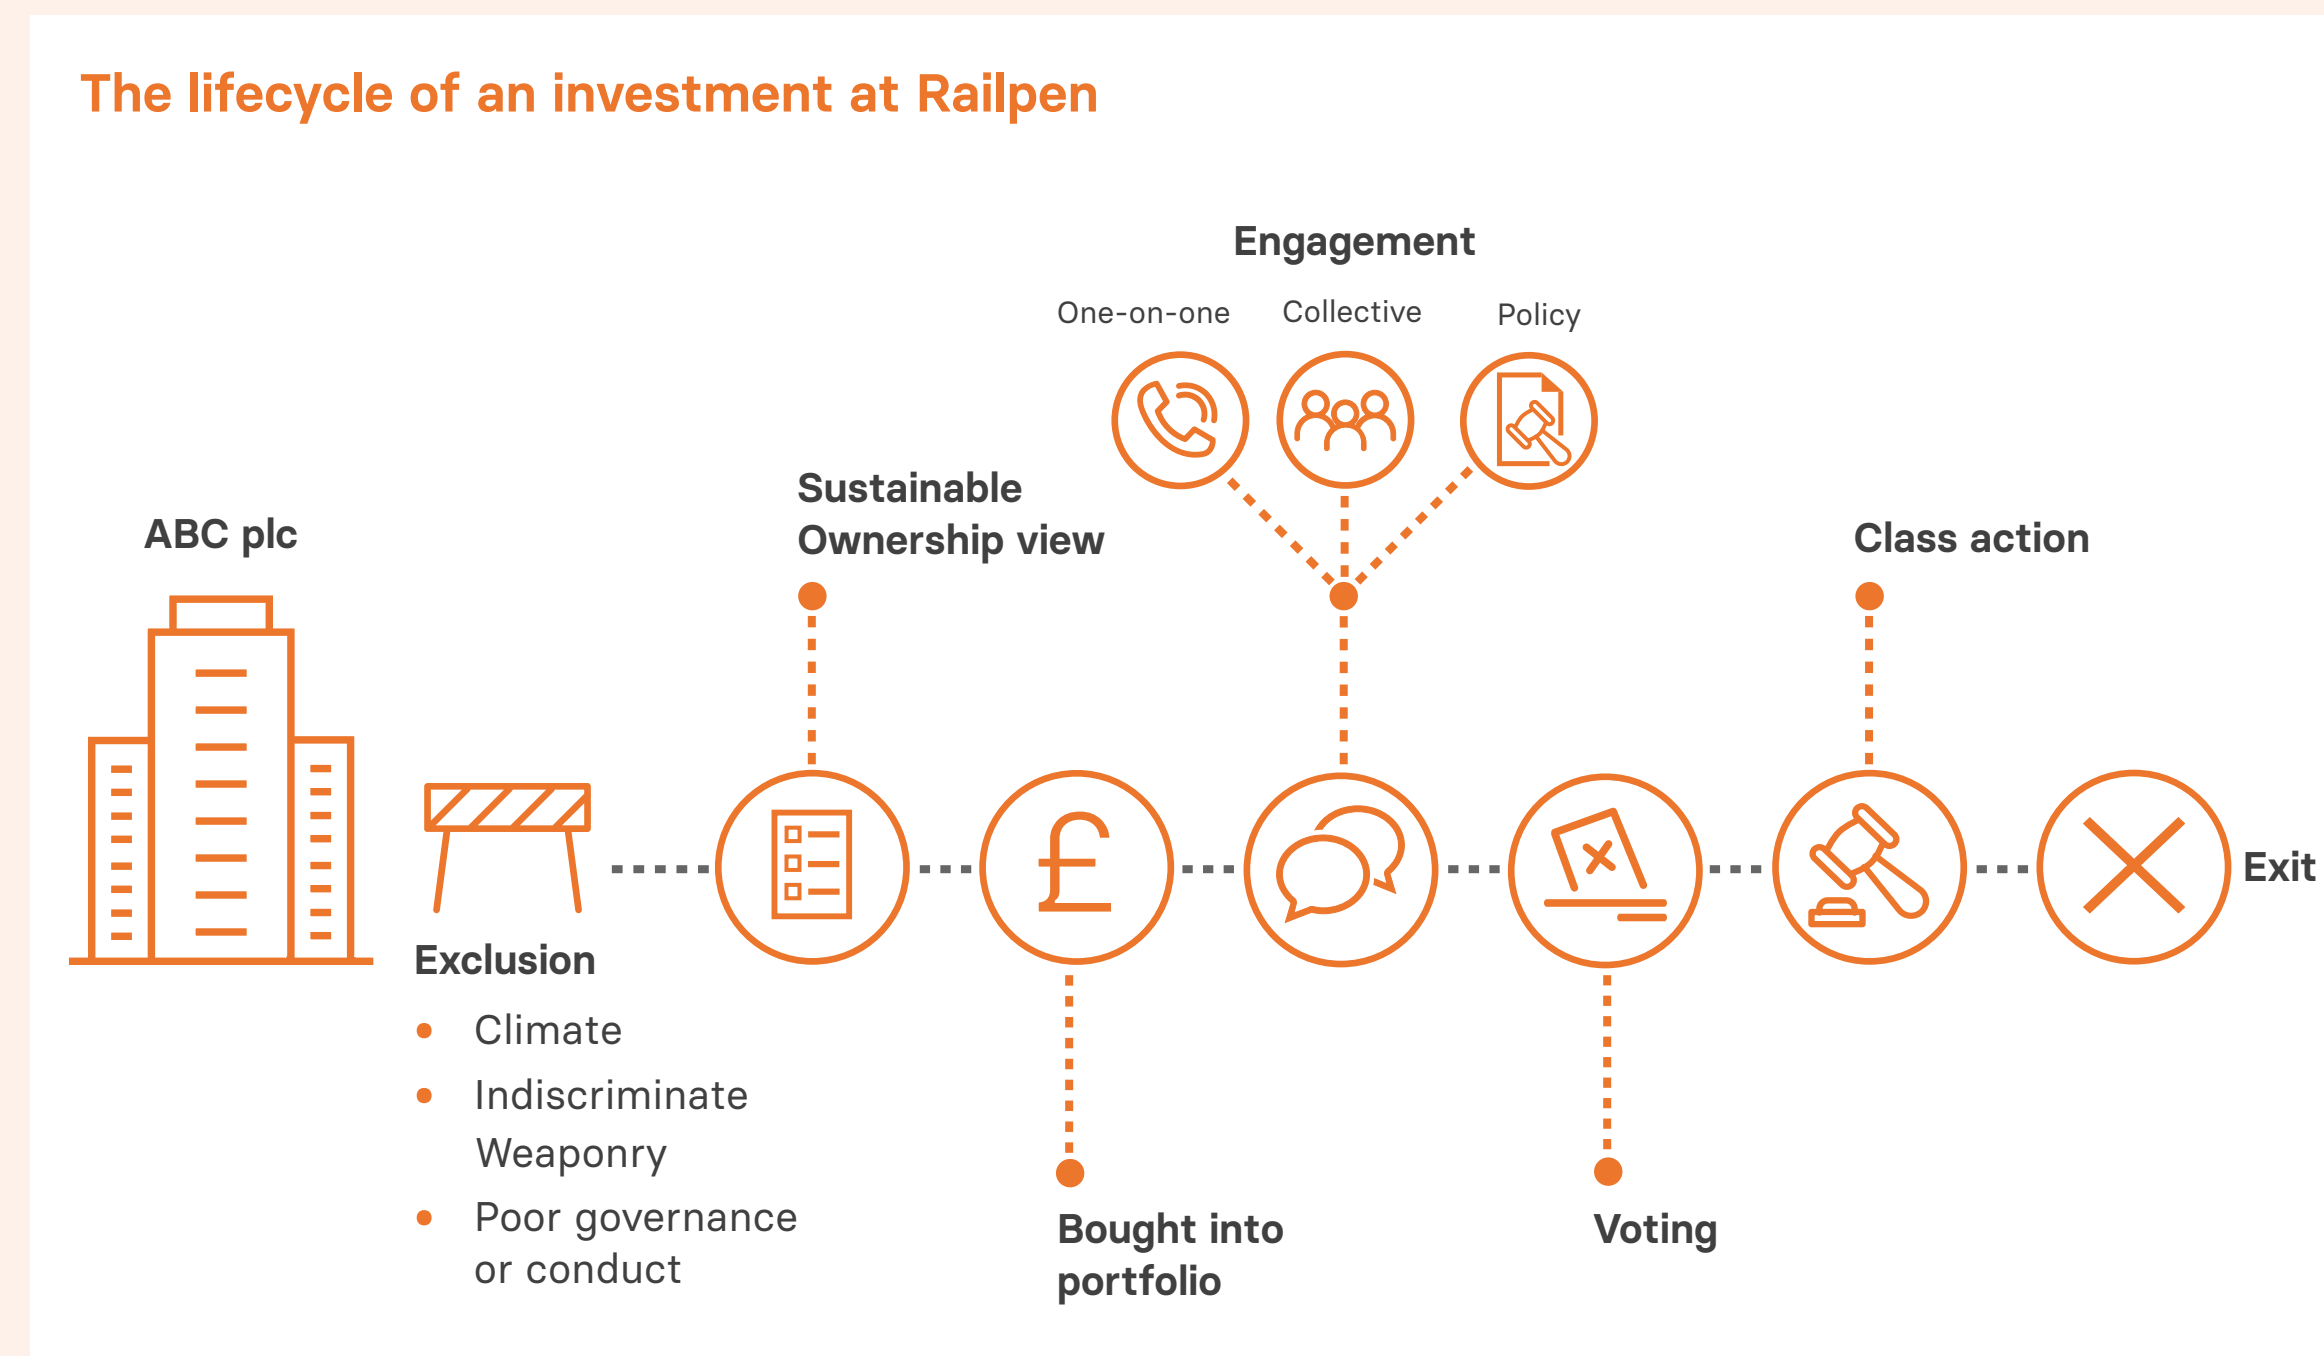 The lifecycle of an investment at Railpen
Engagement
One-on-one
Collective
Policy
Sustainable
Ownership view
ABC plc
Class action
Exit
Exclusion
• Climate
• Indiscriminate
Weaponry
• Poor governance
or conduct
Bought into
portfolio
Voting